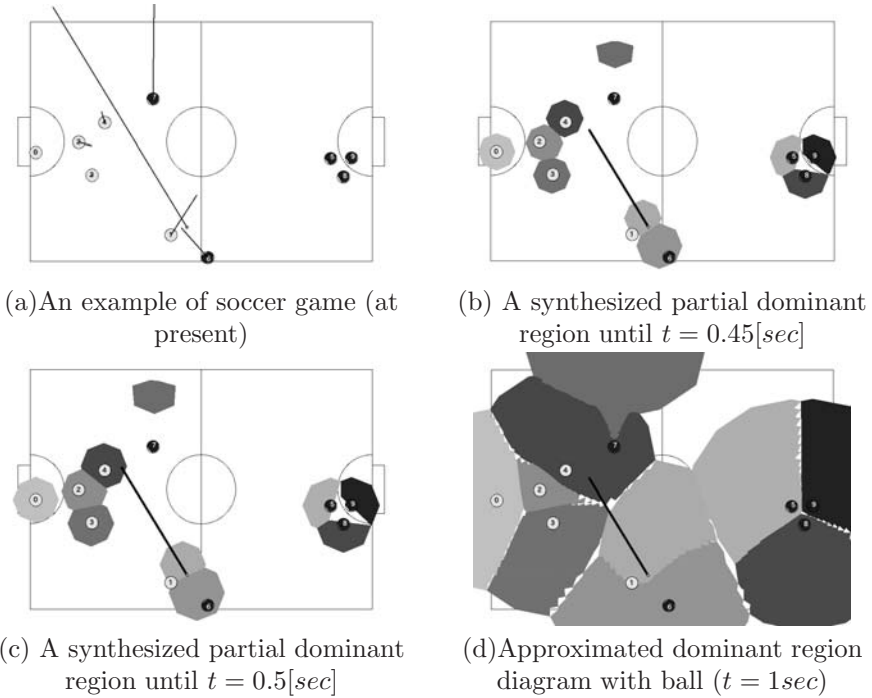 (a)An example of soccer game (at
present)
(b) A synthesized partial dominant
region until t = 0.45[sec]
(c) A synthesized partial dominant
region until t = 0.5[sec]
(d)Approximated dominant region
diagram with ball (t = 1sec)